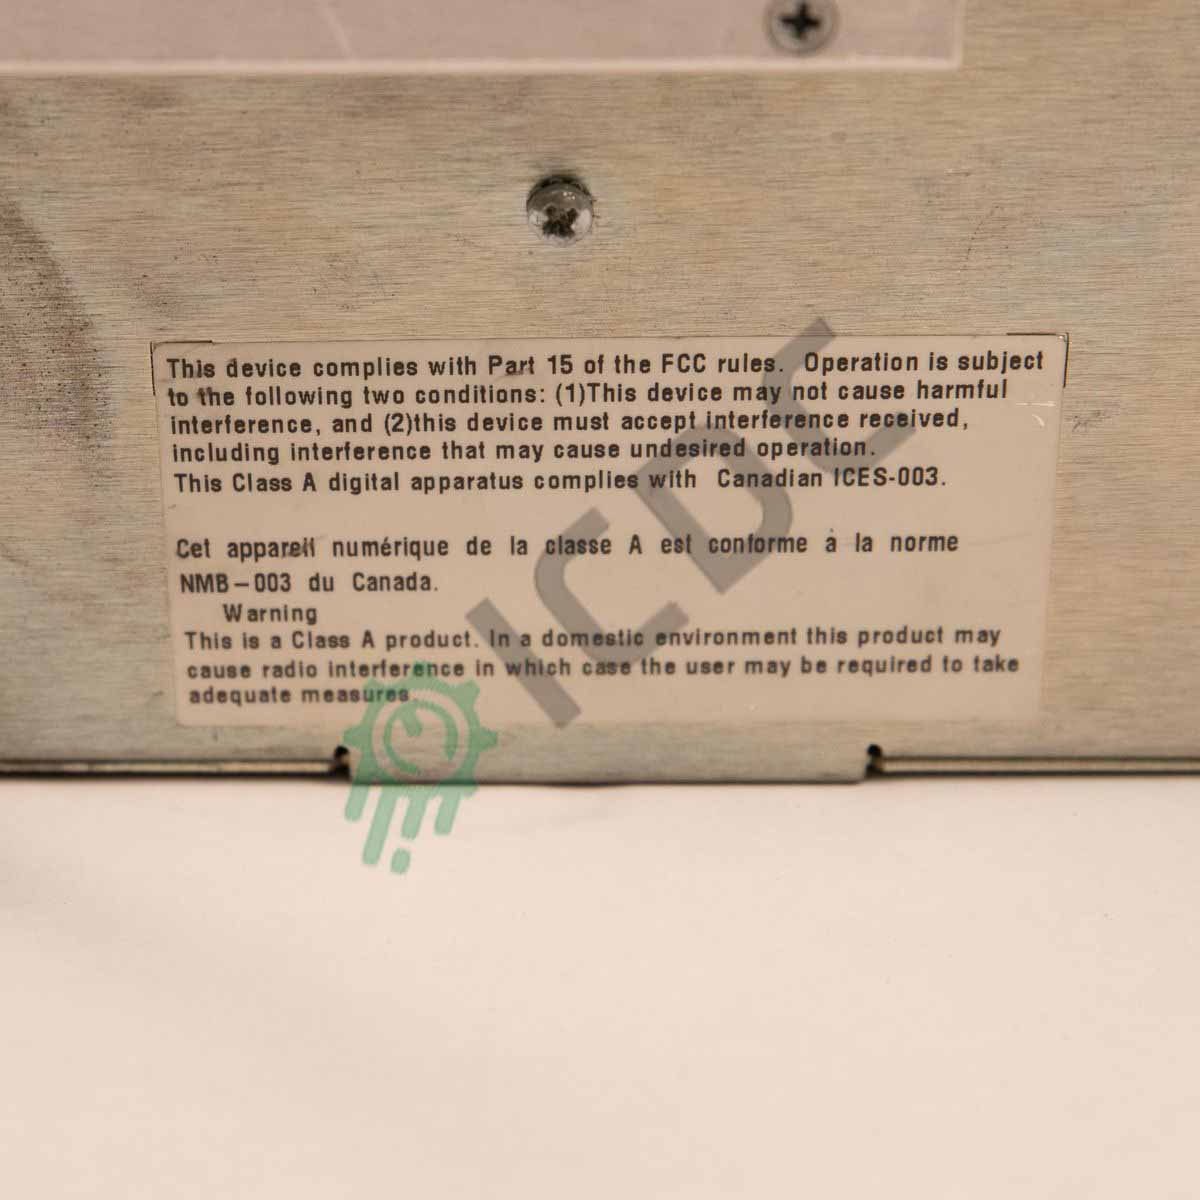 This device complies with Part 15 of the FCC rules. Operation is subject
to the following two conditions: (1)This device may not cause harmful
interference, and (2)this device must accept interference received,
including interference that may cause undesired operation.
This Class A digital apparatus complies with Canadian ICES-003.
Cet appareil numérique de la classe A est conforme à la norme
NMB-003 du Canada.
Warning
This is a Class A product. In a domestic environment this product may
cause radio interference in which case the user may be required to take
adequate measures.
ICDC